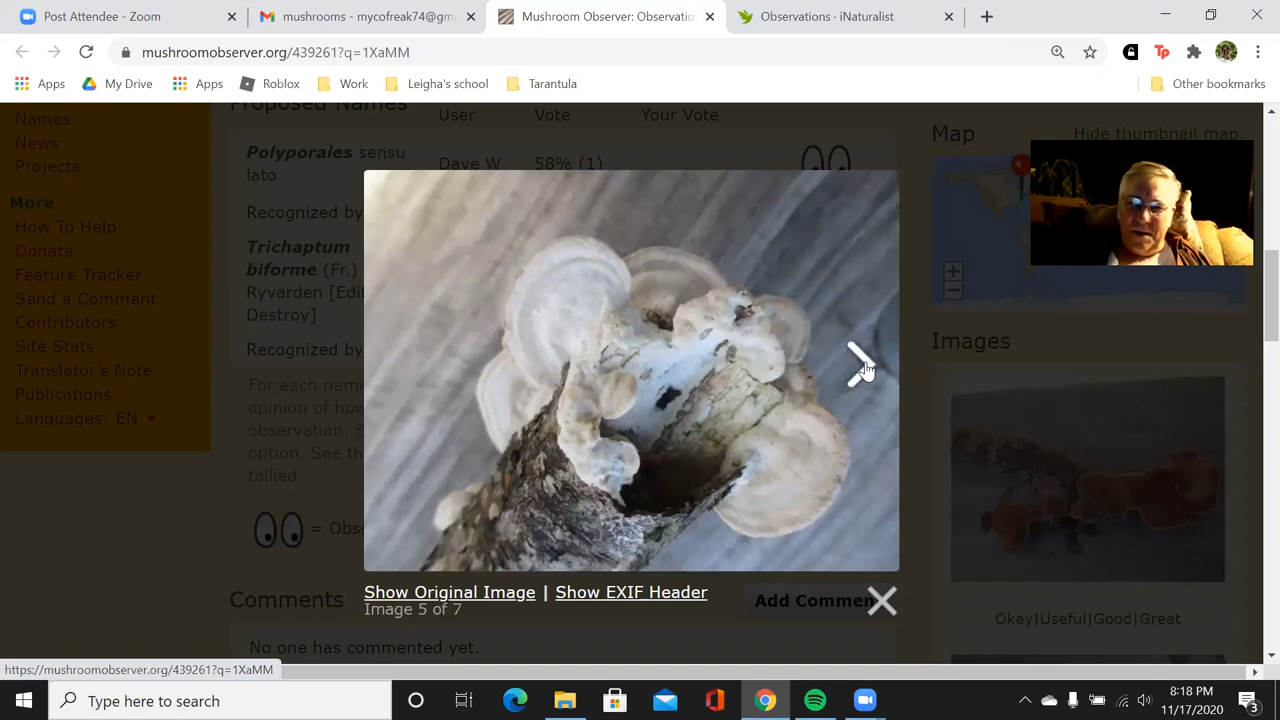 Post Attendee - Zoom
mushrooms - mycofreak74@gm
Mushroom Observer: Observatio
Observations · iNaturalist
mushroomobserver.org/439261?q=1XaMM
Apps
My Drive
Apps
Roblox
Work
Leigha's school
Tarantula
Other bookmarks
Names
News
Projects
More
How To Help
Donate
Feature Tracker
Send a Comment
Contributors
Site Stats
Translator's Note
Publications
Languages: EN
Proposed Names
User
Vote
Your Vote
Polyporaies sensu
lato
Dave W
58% (1)
Recognized by
Trichaptum
biforme (Fr.)
Ryvarden [Edi
Destroy]
Recognized by
For each nam
opinion of how
observation. S
option. See th
tallied.
= Obs
Show Original Image | Show EXIF Header
Image 5 of 7
Comments
Add Commen
No one has commented yet.
Map
Hide thumbnail map.
+
−
Images
Okay|Useful|Good|Great
https://mushroomobserver.org/439261?q=1XaMM
Type here to search
8:18 PM
11/17/2020
3